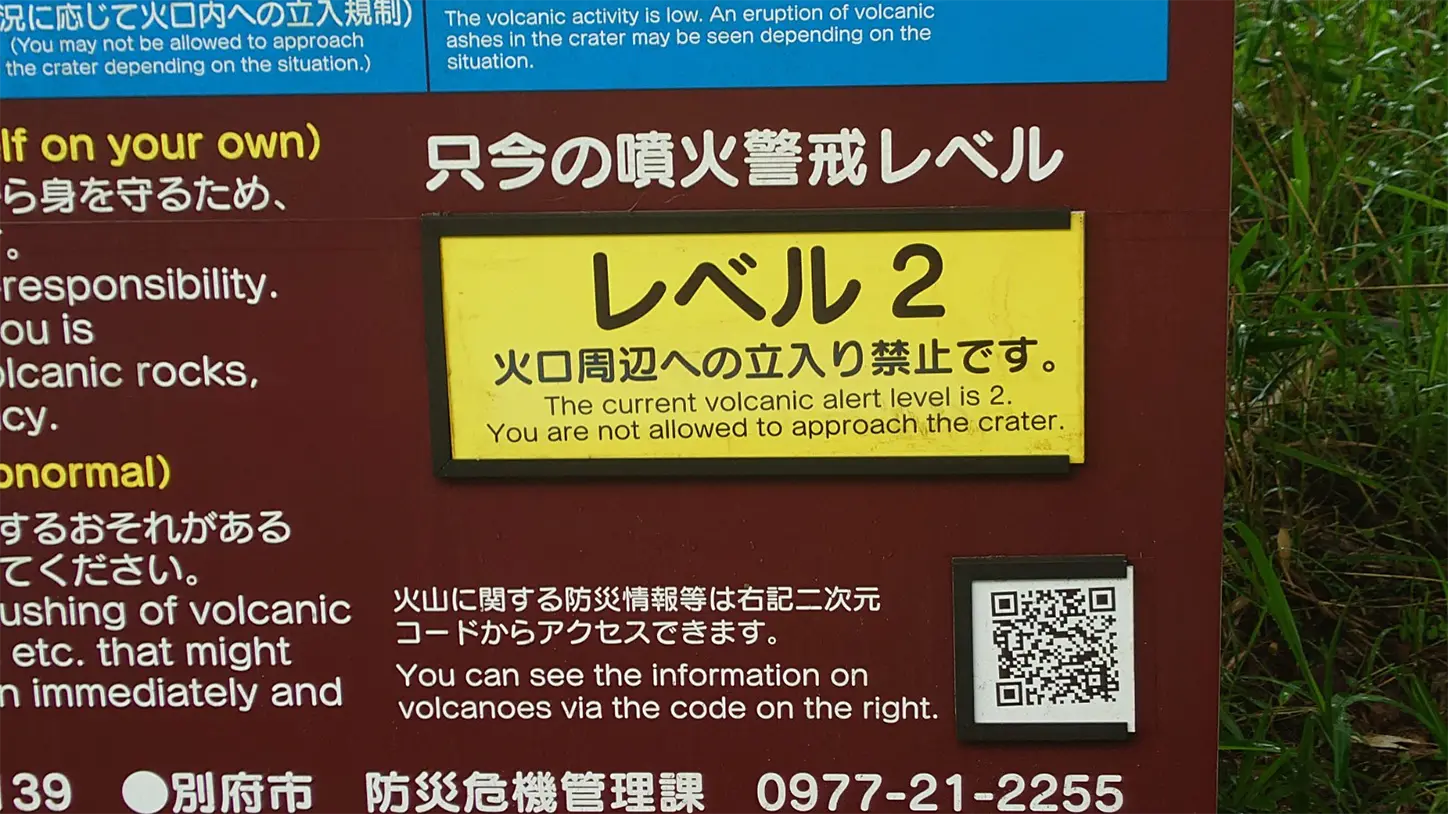 況に応じて火口内への立入規制)
(You may not be allowed to approach
the crater depending on the situation.)
The volcanic activity is low. An eruption of volcanic
ashes in the crater may be seen depending on the
situation.
on your own)
ら身を守るため、
。
responsibility.
is
rocks,
只今の噴火警戒レベル
レベル 2
火口周辺への立入り禁止です。
The current volcanic alert level is 2.
You are not allowed to approach the crater.
するおそれがある
てください。
of volcanic
etc. that might
immediately and
火山に関する防災情報等は右記二次元
コードからアクセスできます。
You can see the information on
volcanoes via the code on the right.
39 ●別府市 防災危機管理課 0977-21-2255